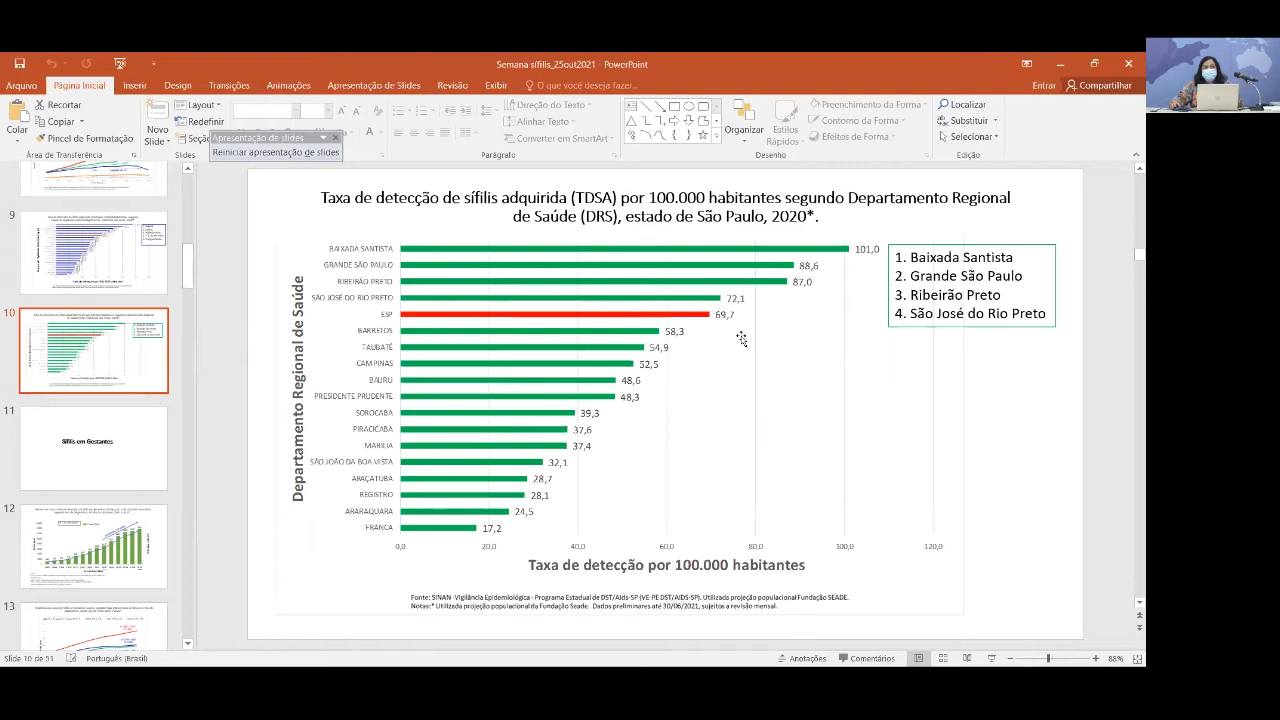 Semana sífilis_25out2021 - PowerPoint
Arquivo
Página Inicial
Inserir
Design
Transições
Animações
Apresentação de Slides
Revisão
Exibir
O que você deseja fazer...
Entrar
Compartilhar
Colar
Recortar
Copiar
Pincel de Formatação
Área de Transferência
Novo
Slide
Layout
Redefinir
Seçã
Slides
Apresentação de slides
Reiniciar apresentação de slides
Direção do Texto
Alinhar Texto
Converter em SmartArt
Parágrafo
Organizar
Estilos
Rápidos
Preenchimento da Forma
Contorno da Forma
Efeitos de Forma
Desenho
Localizar
Substituir
Selecionar
Edição
9
10
11
Sífilis em Gestantes
12
13
Taxa de detecção de sífilis adquirida (TDSA) por 100.000 habitantes segundo Departamento Regional
de Saúde (DRS), estado de São Paulo, 2020*.
Departamento Regional de Saúde
BAIXADA SANTISTA 101,0
GRANDE SÃO PAULO 88,6
RIBEIRÃO PRETO 87,0
SÃO JOSÉ DO RIO PRETO 72,1
ESP 69,7
BARRETOS 58,3
TAUBATÉ 54,9
CAMPINAS 52,5
BAURU 48,6
PRESIDENTE PRUDENTE 48,3
SOROCABA 39,3
PIRACICABA 37,6
MARÍLIA 37,4
SÃO JOÃO DA BOA VISTA 32,1
ARAÇATUBA 28,7
REGISTRO 28,1
ARARAQUARA 24,5
FRANCA 17,2
0,0 20,0 40,0 60,0 80,0 100,0 120,0
Taxa de detecção por 100.000 habitantes
1. Baixada Santista
2. Grande São Paulo
3. Ribeirão Preto
4. São José do Rio Preto
Fonte: SINAN -Vigilância Epidemiológica - Programa Estadual de DST/Aids-SP (VE-PE DST/AIDS-SP). Utilizada projeção populacional Fundação SEADE.
Notas:* Utilizada projeção populacional da Fundação Seade. Dados preliminares até 30/06/2021, sujeitos a revisão mensal.
Slide 10 de 51
Português (Brasil)
Anotações
Comentários
88%